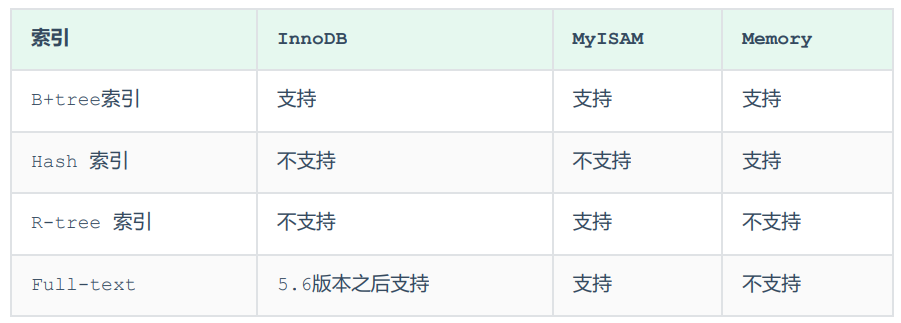 索引 InnoDB MyISAM Memory
B+tree索引 支持 支持 支持
Hash 索引 不支持 不支持 支持
R-tree 索引 不支持 支持 不支持
Full-text 5.6版本之后支持 支持 不支持